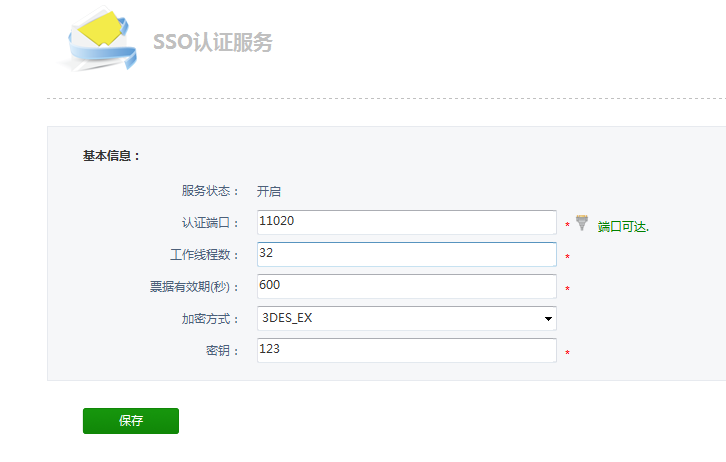 SSO认证服务
基本信息：
服务状态： 开启
认证端口： 11020 * 端口可达.
工作线程数： 32 *
票据有效期(秒)： 600 *
加密方式： 3DES_EX
密钥： 123 *
保存